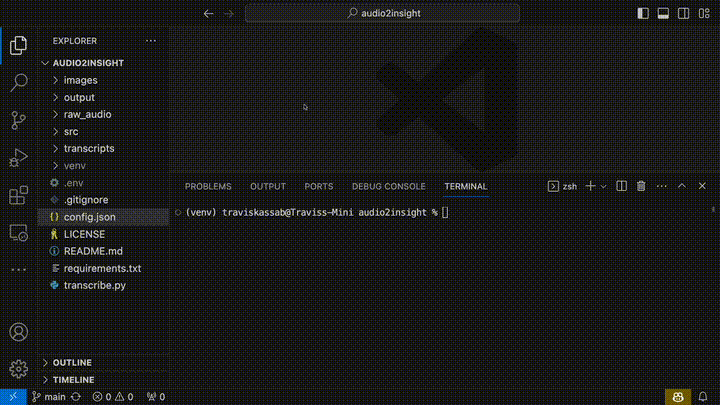 audio2insight
EXPLORER
AUDIO2INSIGHT
images
output
raw_audio
src
transcripts
venv
.env
.gitignore
{} config.json
LICENSE
README.md
requirements.txt
transcribe.py
OUTLINE
TIMELINE
PROBLEMS OUTPUT PORTS DEBUG CONSOLE TERMINAL
zsh
(venv) traviskassab@Traviss-Mini audio2insight %
main 0 0 0